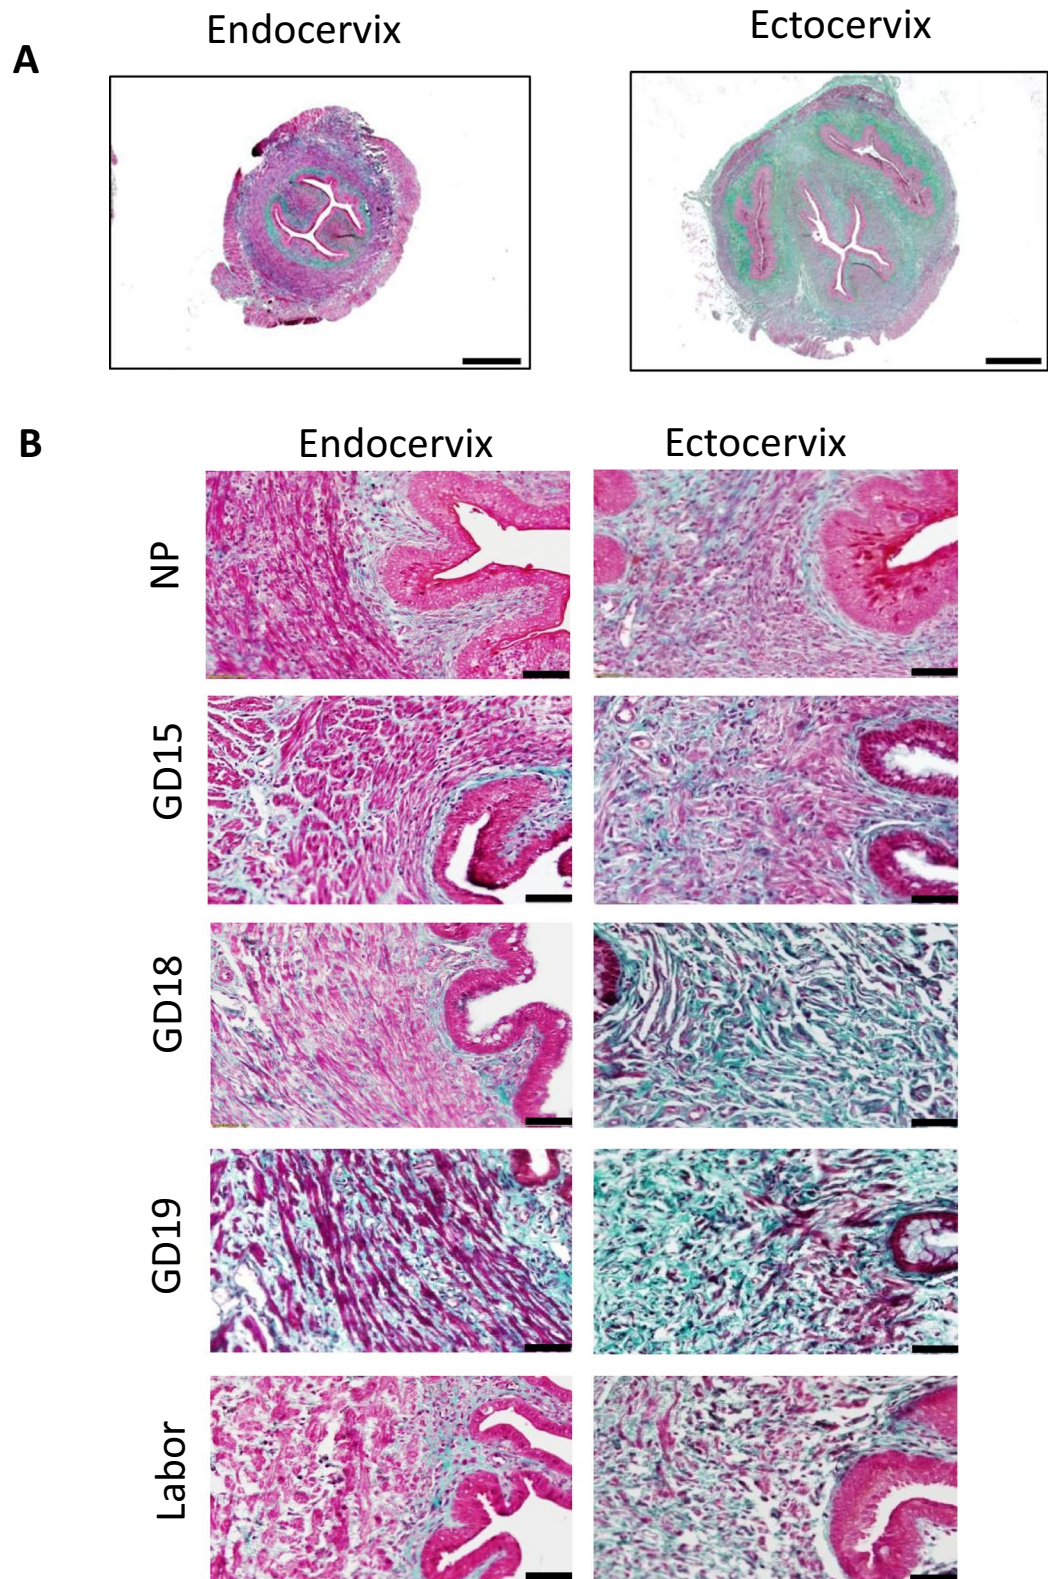 Endocervix Ectocervix
A
B
Endocervix Ectocervix
NP
GD15
GD18
GD19
Labor